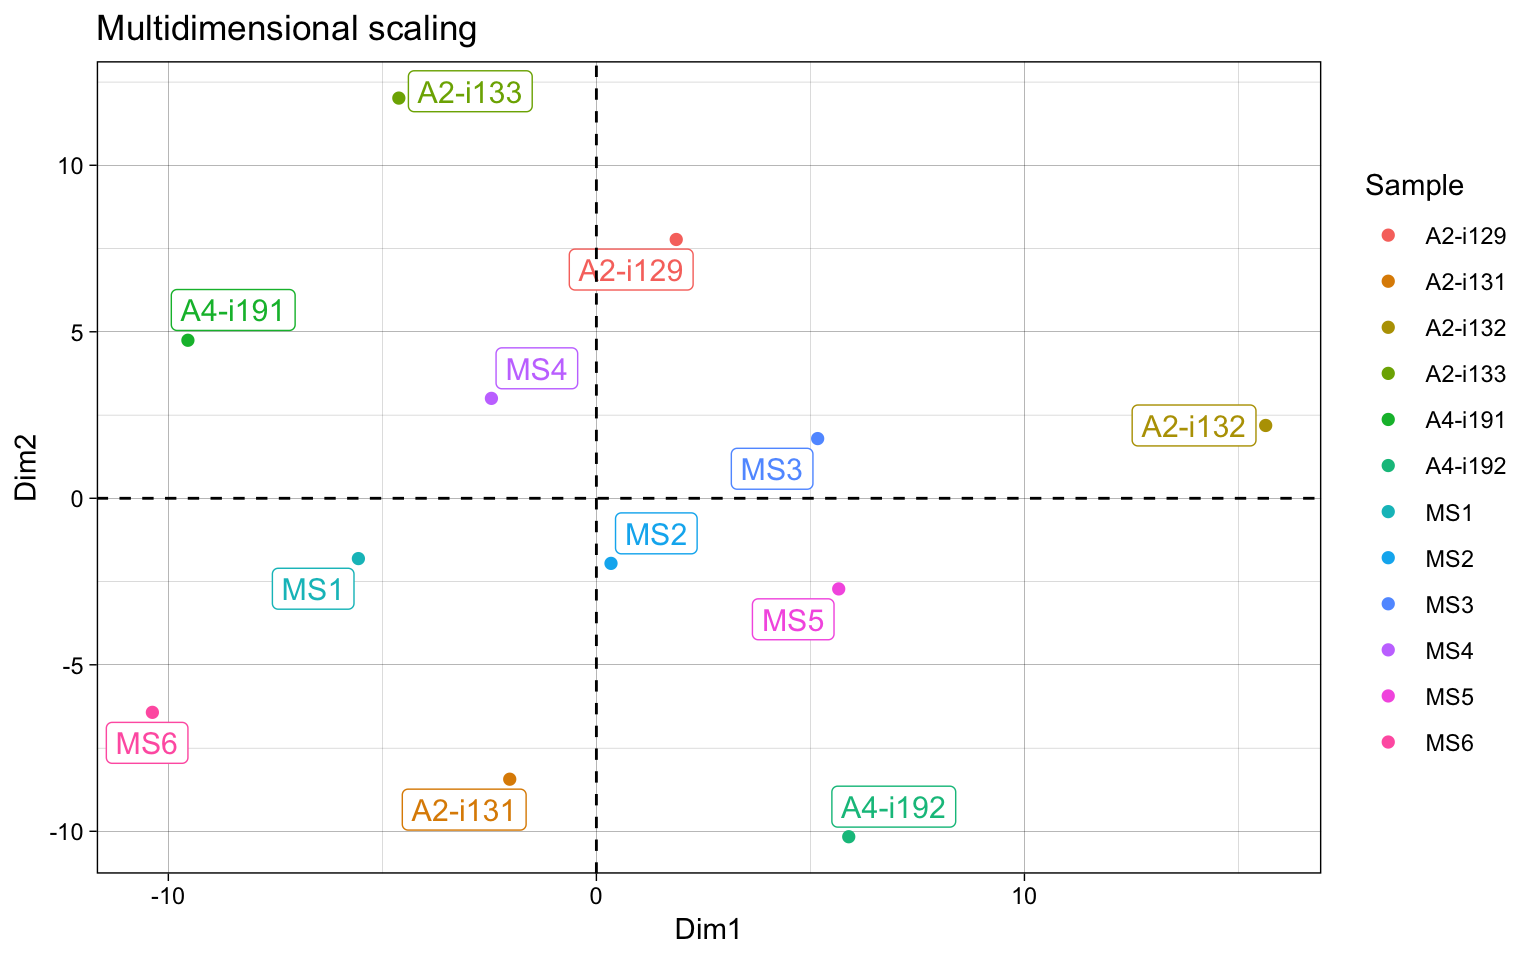 Multidimensional scaling
A2-i133
10
A2-i129
A4-i191
5
MS4
A2-i132
MS3
Dim2
0
MS2
MS1
MS5
-5
MS6
A2-i131
A4-i192
-10
-10
0
10
Dim1
Sample
A2-i129
A2-i131
A2-i132
A2-i133
A4-i191
A4-i192
MS1
MS2
MS3
MS4
MS5
MS6